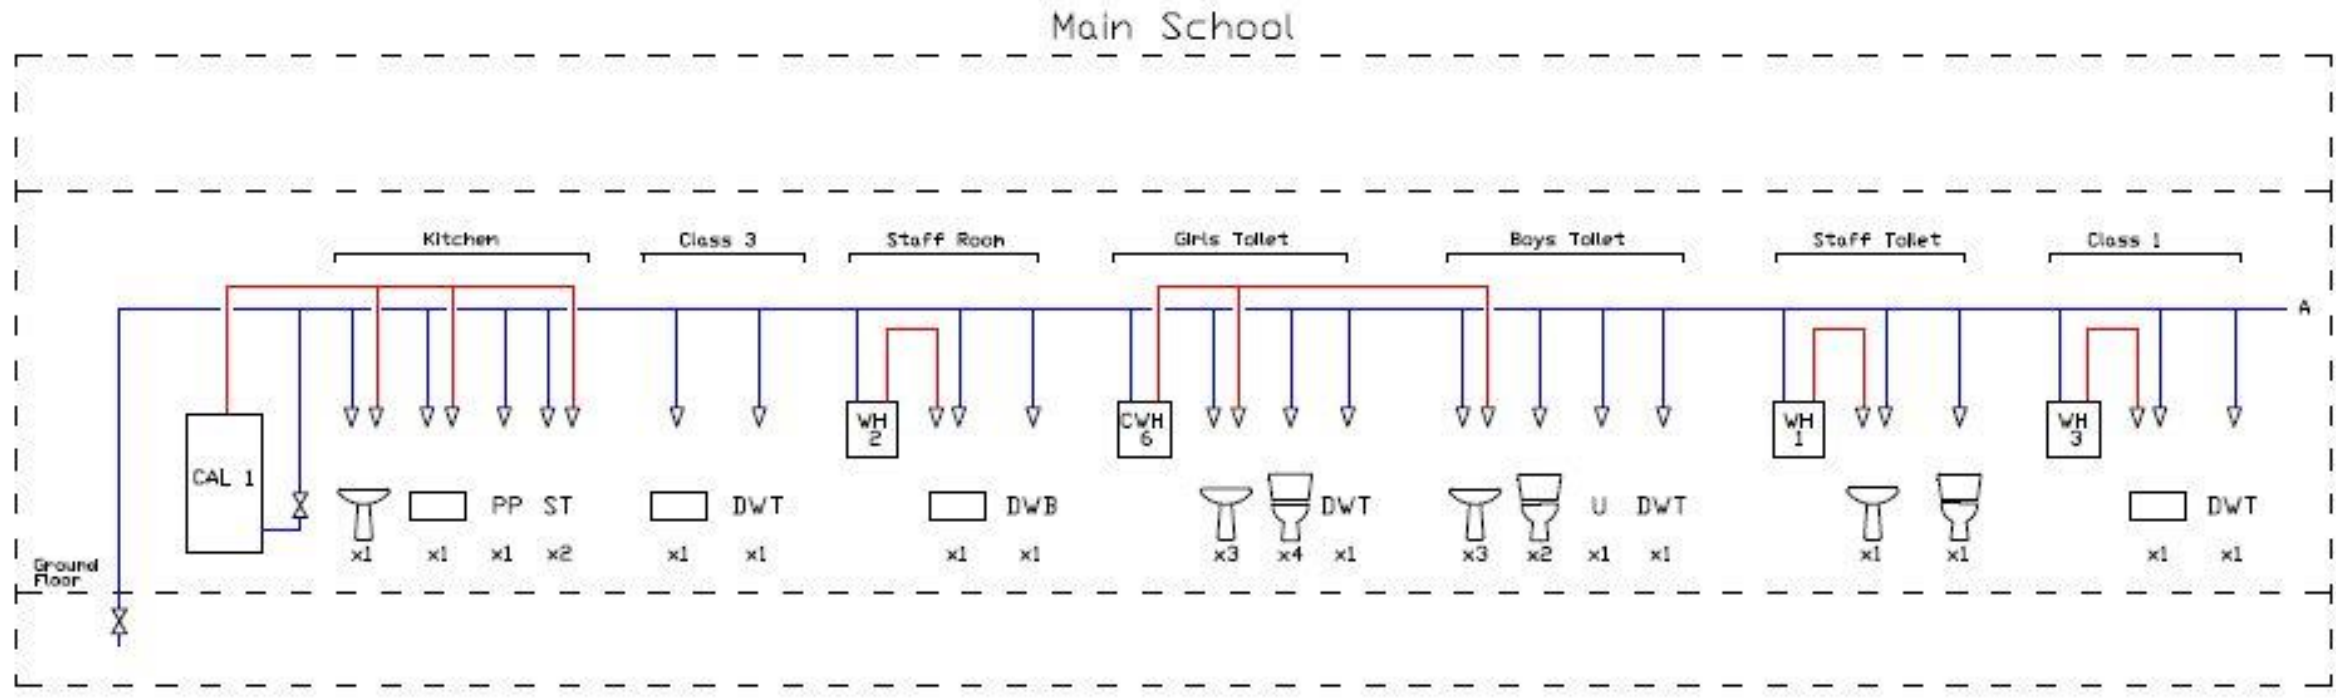 Main School
Kitchen Class 3 Staff Room Girls Toilet Boys Toilet Staff Toilet Class 1
A
WH 2 CWH 6 WH 1 WH 3
CAL 1
PP ST DWT DWB DWT U DWT DWT
x1 x1 x1 x2 x1 x1 x1 x1 x3 x4 x1 x3 x2 x1 x1 x1 x1 x1 x1
Ground
Floor